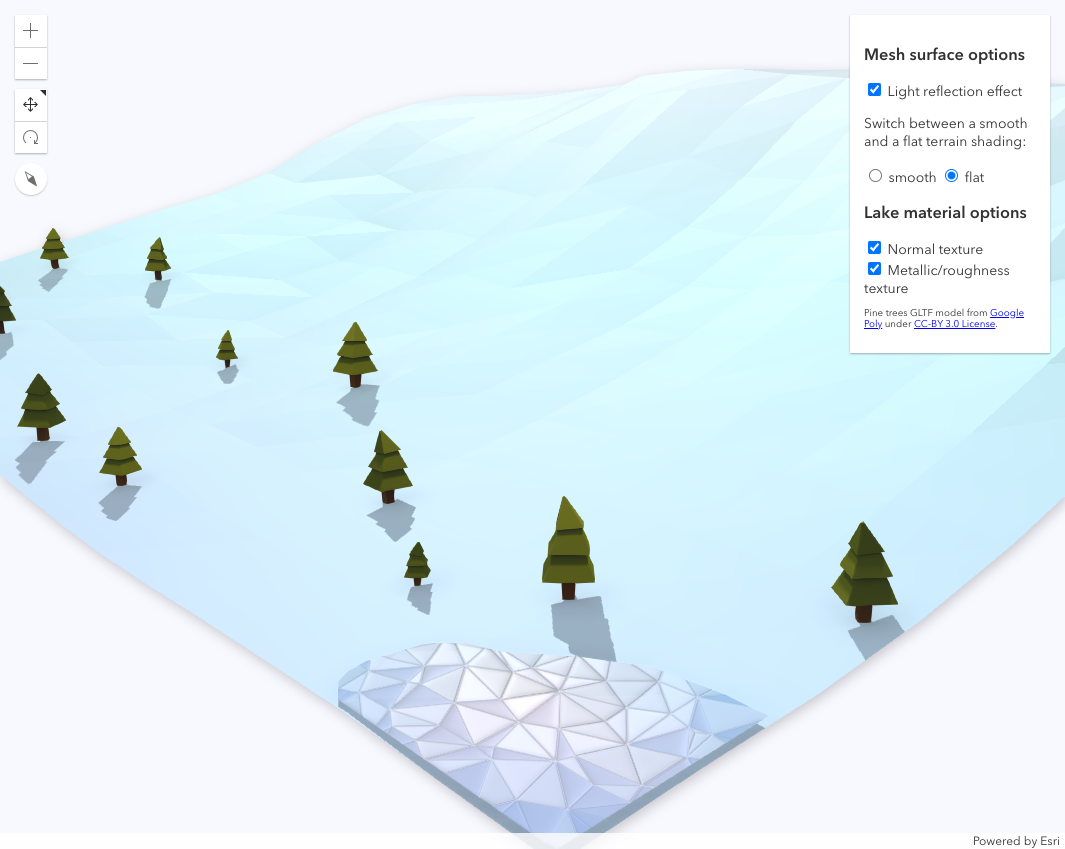 Mesh surface options
Light reflection effect
Switch between a smooth
and a flat terrain shading:
smooth flat
Lake material options
Normal texture
Metallic/roughness
texture
Pine trees GLTF model from Google
Poly under CC-BY 3.0 License.
Powered by Esri